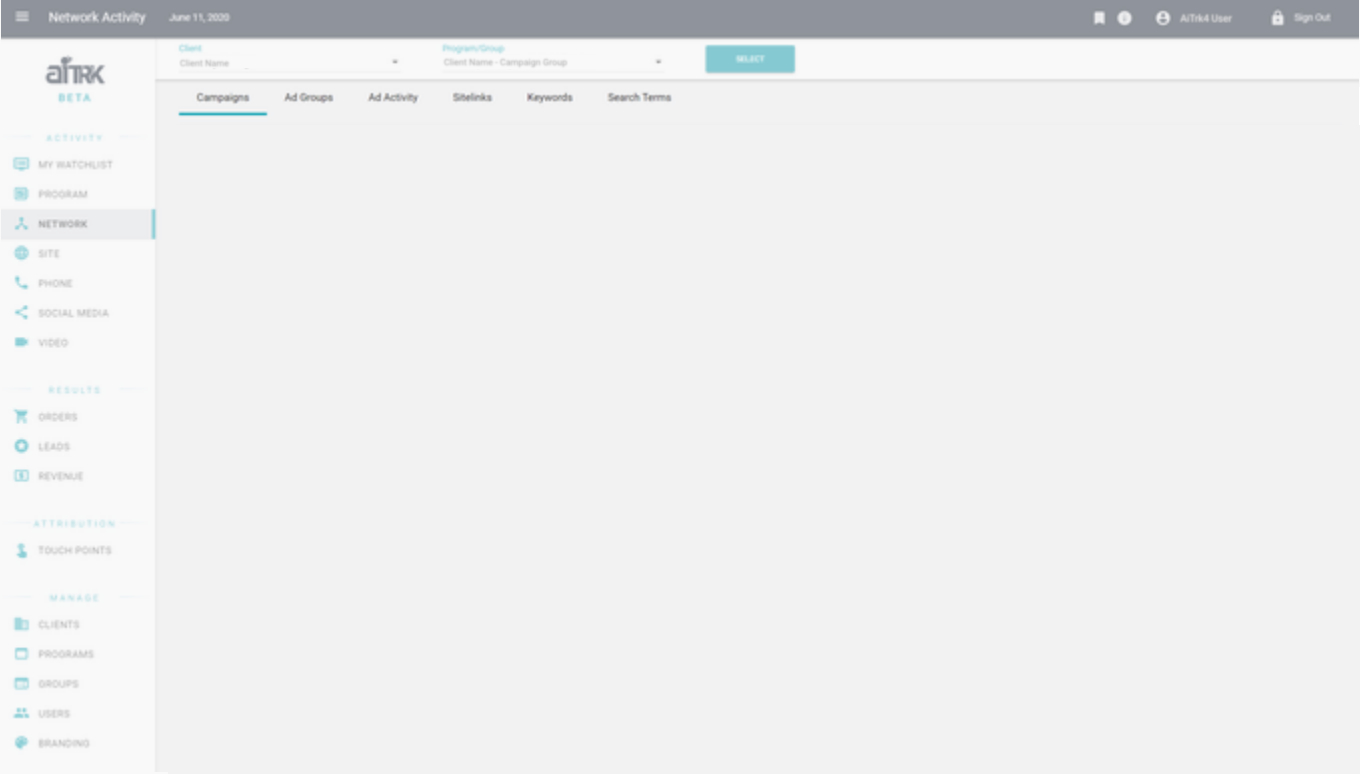 Network Activity June 11, 2020 AiTrk4 User Sign Out
aiTRK
BETA
Client Program/Group
Client Name Client Name - Campaign Group SELECT
Campaigns Ad Groups Ad Activity Sitelinks Keywords Search Terms
ACTIVITY
MY WATCHLIST
PROGRAM
NETWORK
SITE
PHONE
SOCIAL MEDIA
VIDEO
RESULTS
ORDERS
LEADS
REVENUE
ATTRIBUTION
TOUCH POINTS
MANAGE
CLIENTS
PROGRAMS
GROUPS
USERS
BRANDING